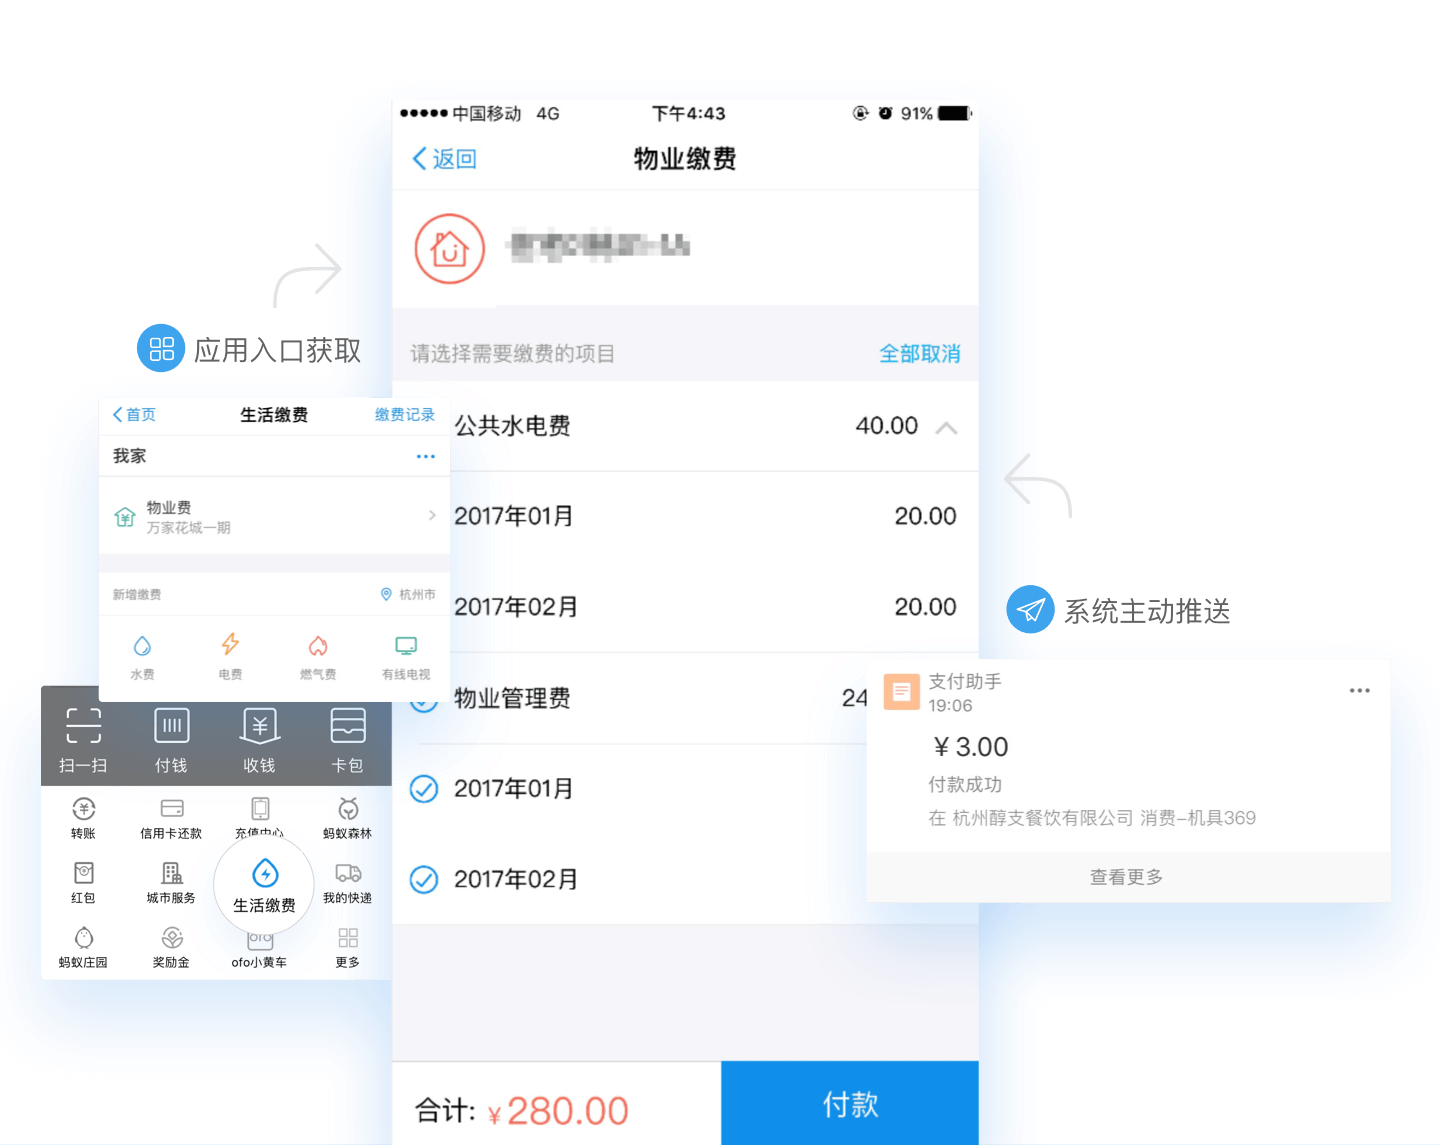 中国移动 4G 下午4:43 91%
返回 物业缴费
应用入口获取
请选择需要缴费的项目 全部取消
公共水电费 40.00
2017年01月 20.00
2017年02月 20.00
物业管理费 24
2017年01月
2017年02月
合计: ¥280.00 付款
首页 生活缴费 缴费记录
我家
物业费
万家花城一期
新增缴费 杭州市
水费 电费 燃气费 有线电视
扫一扫 付钱 收钱 卡包
转账 信用卡还款 充值中心 蚂蚁森林
红包 城市服务 生活缴费 我的快递
蚂蚁庄园 奖励金 ofo小黄车 更多
系统主动推送
支付助手
19:06
¥3.00
付款成功
在 杭州醇支餐饮有限公司 消费-机具369
查看更多